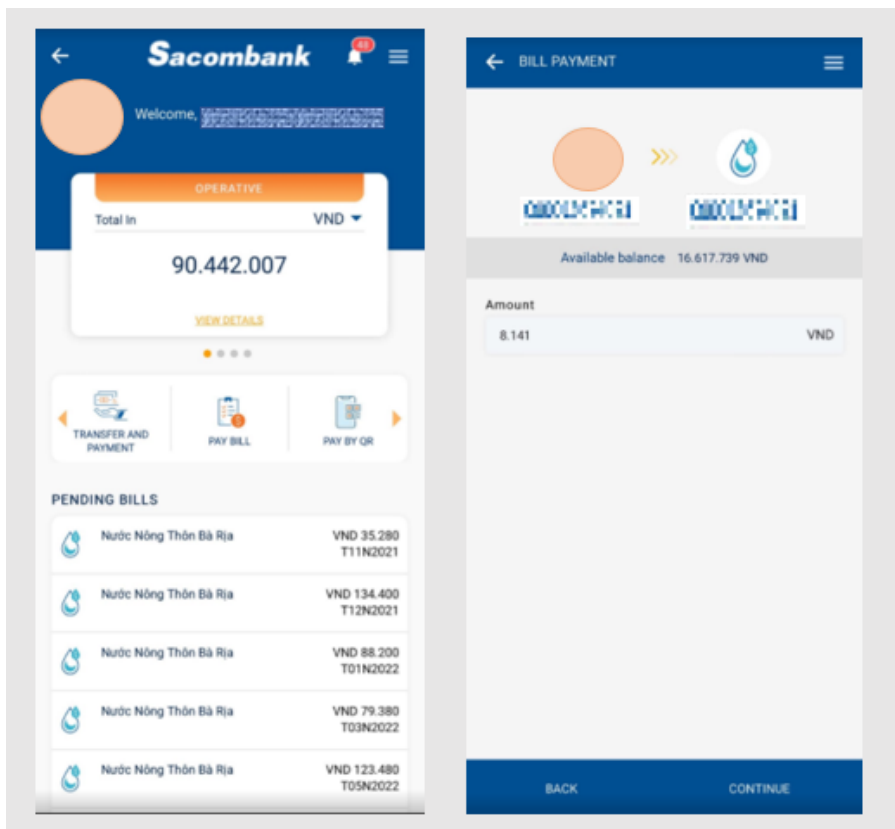 Sacombank
48
Welcome,
OPERATIVE
Total In VND
90.442.007
VIEW DETAILS
TRANSFER AND PAYMENT
PAY BILL
PAY BY QR
PENDING BILLS
Nước Nông Thôn Bà Rịa VND 35.280
T11N2021
Nước Nông Thôn Bà Rịa VND 134.400
T12N2021
Nước Nông Thôn Bà Rịa VND 88.200
T01N2022
Nước Nông Thôn Bà Rịa VND 79.380
T03N2022
Nước Nông Thôn Bà Rịa VND 123.480
T05N2022
BILL PAYMENT
Available balance 16.617.739 VND
Amount
8.141 VND
BACK CONTINUE